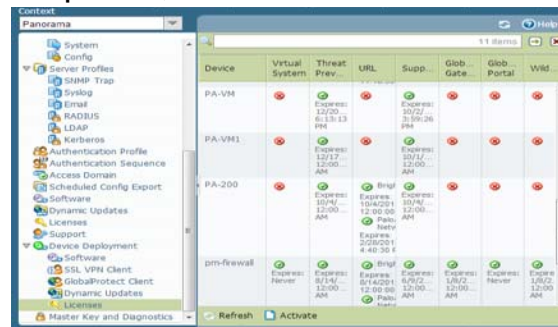 Context
Panorama
Help
System
Config
Server Profiles
SNMP Trap
Syslog
Email
RADIUS
LDAP
Kerberos
Authentication Profile
Authentication Sequence
Access Domain
Scheduled Config Export
Software
Dynamic Updates
Licenses
Support
Device Deployment
Software
SSL VPN Client
GlobalProtect Client
Dynamic Updates
Licenses
Master Key and Diagnostics
11 items
Device Virtual System Threat Prev... URL Supp... Glob... Gate... Glob... Portal Wild...
PA-VM
Expires: 12/20... 6:13:13 PM
Expires: 10/2/... 3:59:26 PM
PA-VM1
Expires: 12/17... 12:00... AM
Expires: 10/1/... 12:00... AM
PA-200
Expires: 10/4/... 12:00... AM
Brigh
Expires
10/4/201
12:00:00
Palo
Netw
Expires
2/28/201
4:40:30
Expires: 10/4/... 12:00... AM
pm-firewall
Expires: Never
Expires: 8/14/... 12:00... AM
Brigh
Expires
8/14/201
12:00:00
Palo
Expires: 6/9/2... 12:00... AM
Expires: 1/8/2... 12:00... AM
Expires: Never
Expire 1/8/2 12:00 AM
Refresh Activate